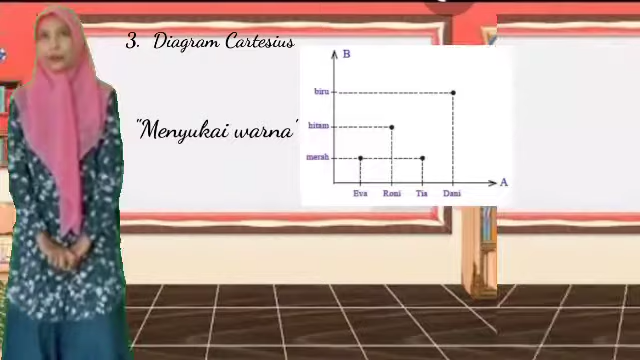 3. Diagram Cartesius
"Menyukai warna"
B
biru
hitam
merah
A
Eva Roni Tia Dani